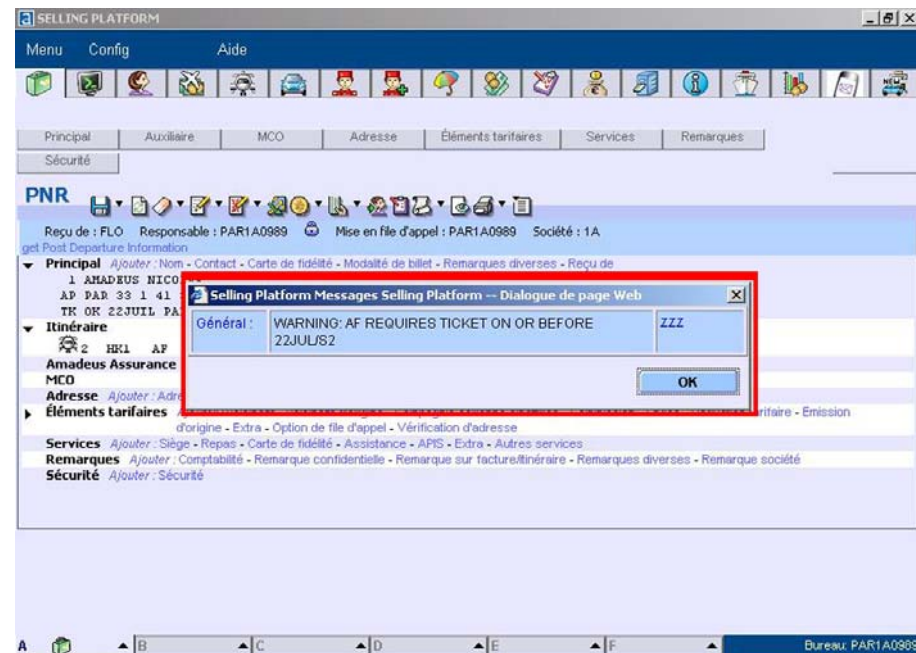 SELLING PLATFORM
Menu Config Aide
Principal Auxiliaire MCO Adresse Éléments tarifaires Services Remarques
Sécurité
PNR
Reçu de : FLO Responsable : PAR1A0989 Mise en file d'appel : PAR1A0989 Société : 1A
get Post Departure Information
Principal Ajouter : Nom - Contact - Carte de fidélité - Modalité de billet - Remarques diverses - Reçu de
1 AMADEUS NICO
AP PAR 33 1 41
TK OK 22JUIL PA
Selling Platform Messages Selling Platform -- Dialogue de page Web
Général : WARNING: AF REQUIRES TICKET ON OR BEFORE 22JUL/S2 ZZZ
OK
Itinéraire
2 HK1 AF
Amadeus Assurance
MCO
Adresse Ajouter : Adre
Éléments tarifaires
rifaire - Emission
d'origine - Extra - Option de file d'appel - Vérification d'adresse
Services Ajouter : Siège - Repas - Carte de fidélité - Assistance - APIS - Extra - Autres services
Remarques Ajouter : Comptabilité - Remarque confidentielle - Remarque sur facture/itinéraire - Remarques diverses - Remarque société
Sécurité Ajouter : Sécurité
A B C D E F Bureau: PAR1A0989